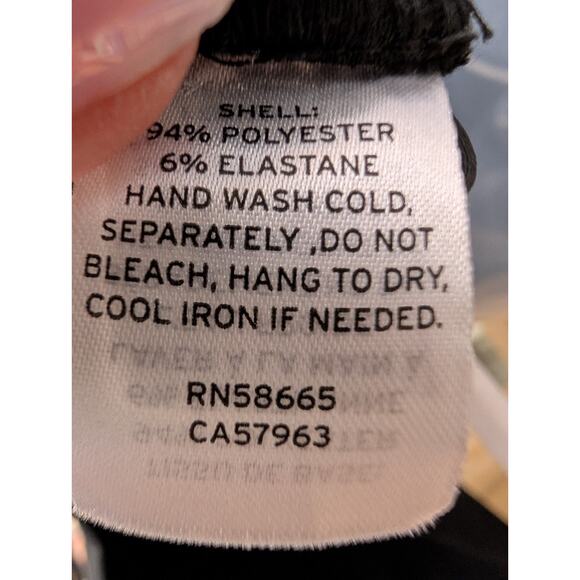 SHELL:
94% POLYESTER
6% ELASTANE
HAND WASH COLD,
SEPARATELY ,DO NOT
BLEACH, HANG TO DRY,
COOL IRON IF NEEDED.
RN58665
CA57963